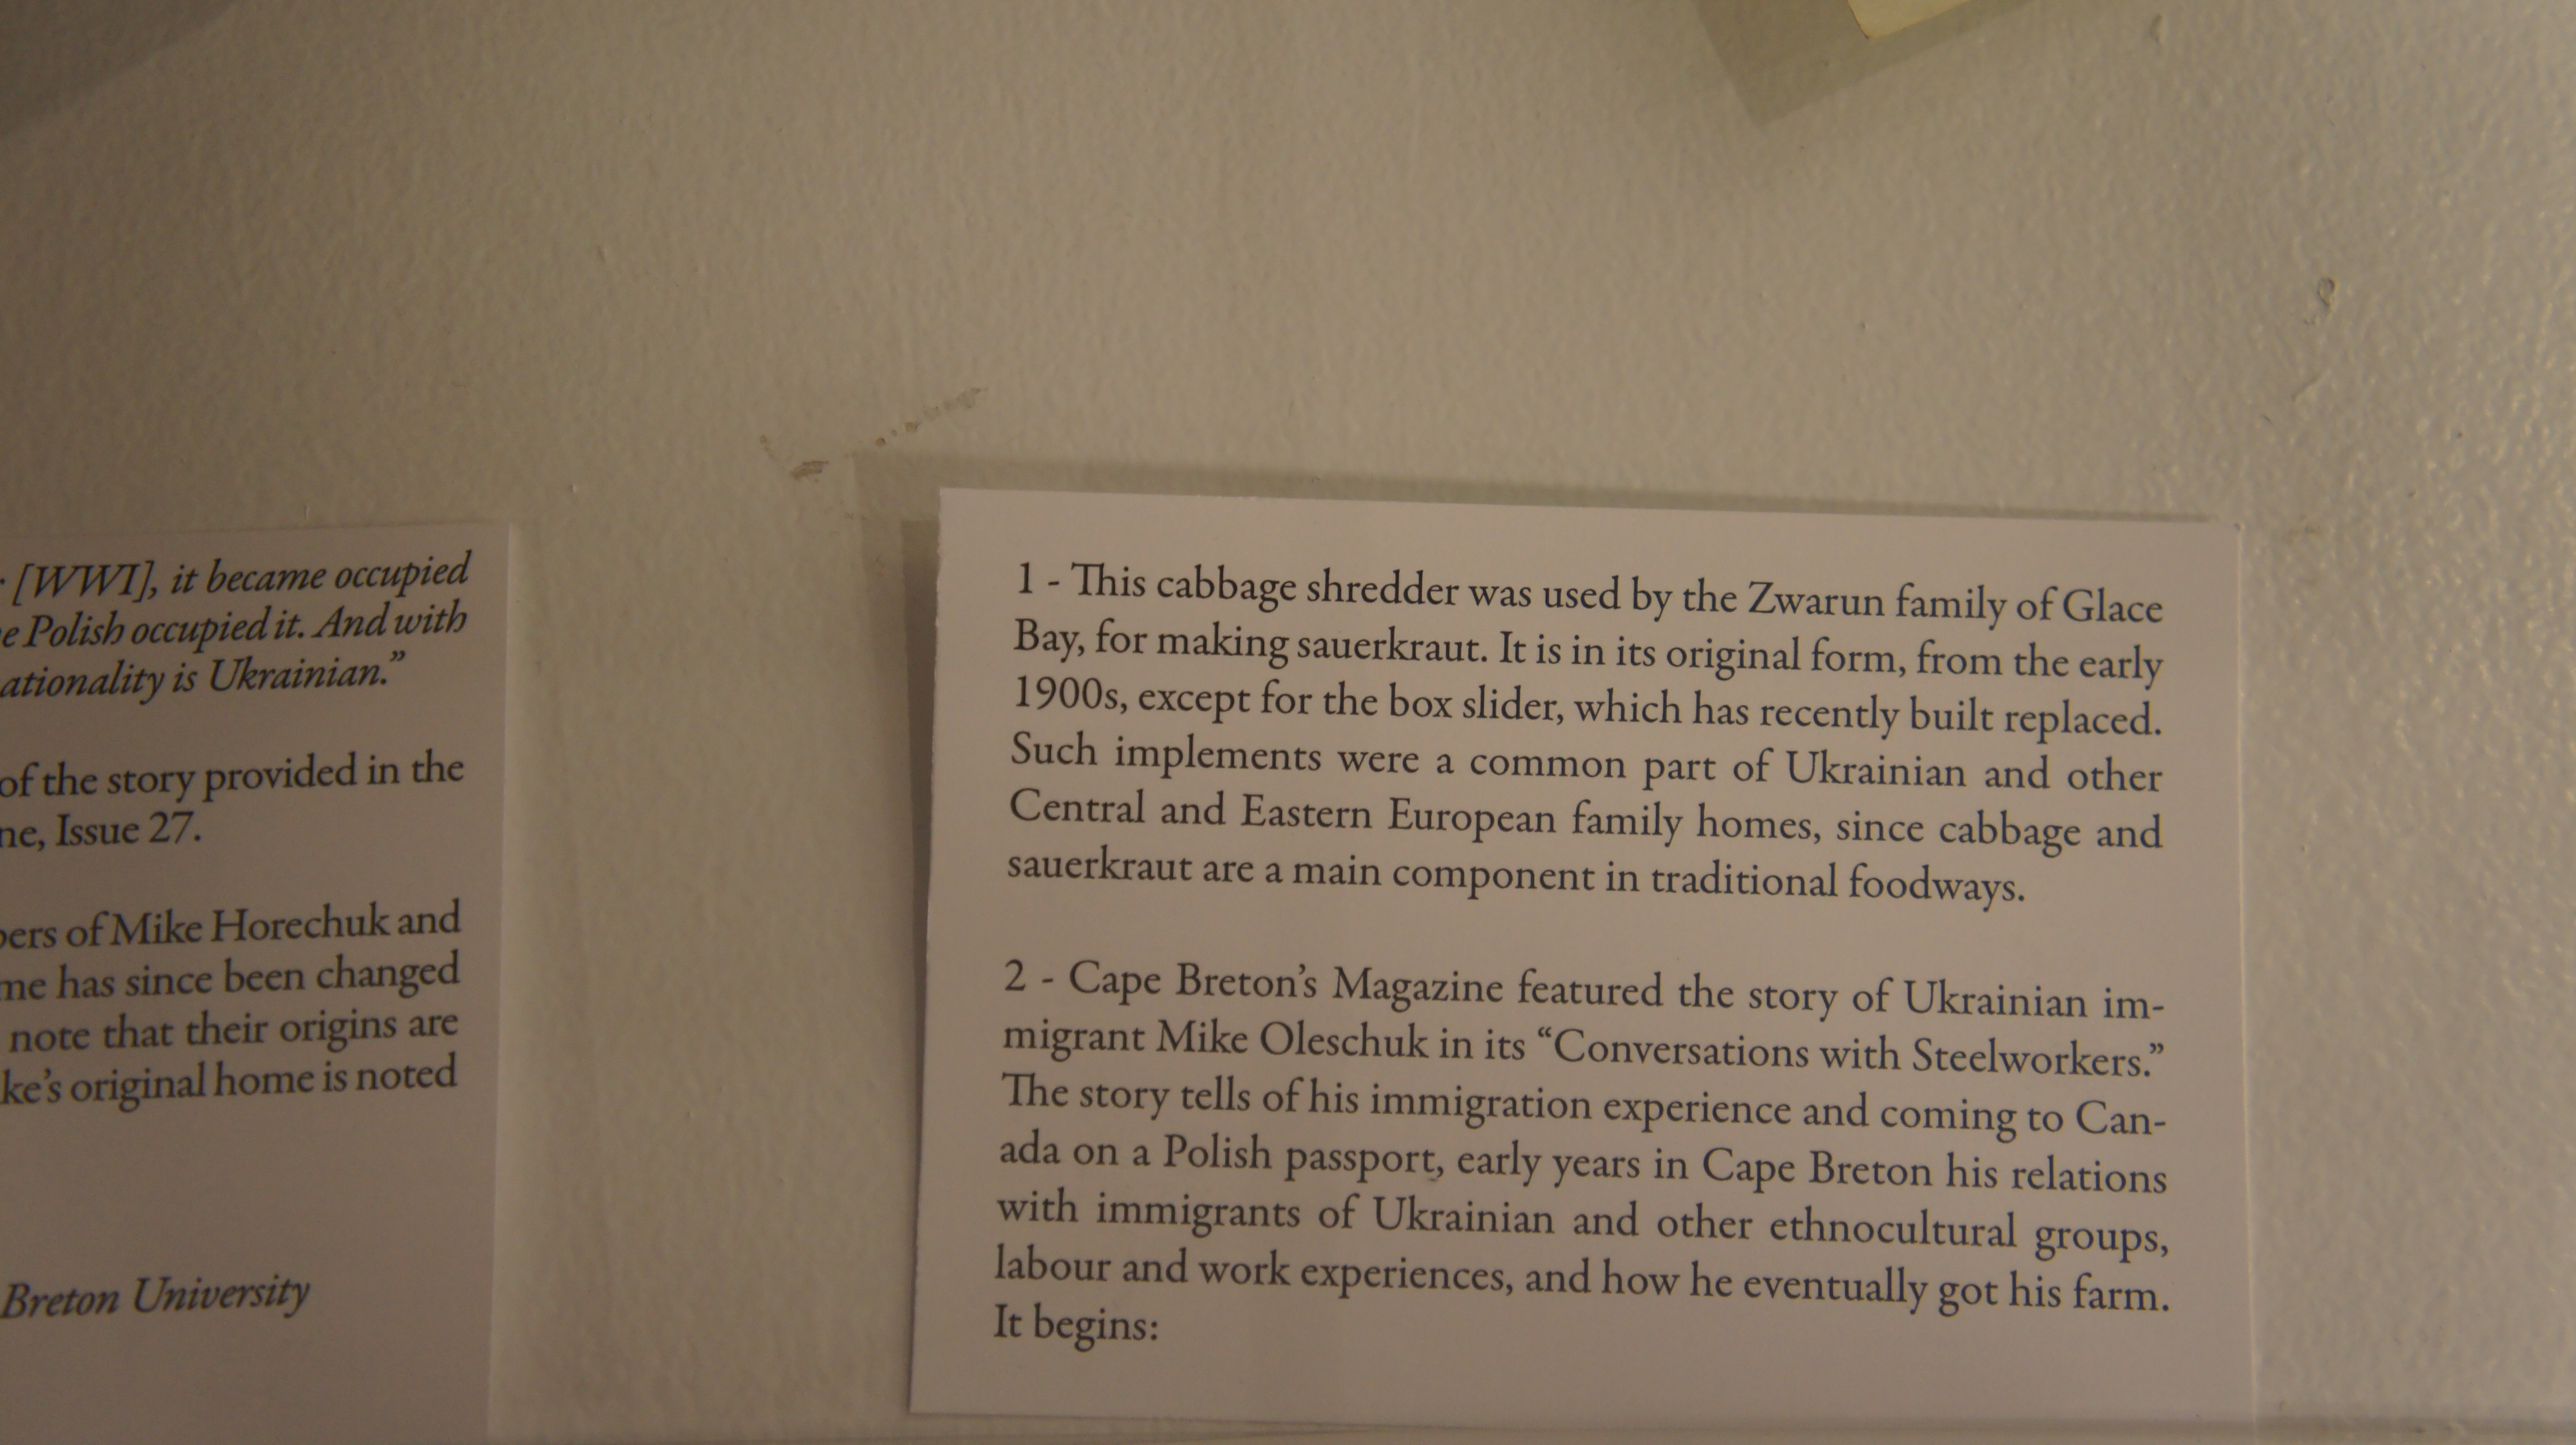 [WWI], it became occupied
Polish occupied it. And with
ationality is Ukrainian.”
of the story provided in the
ne, Issue 27.
of Mike Horechuk and
has since been changed
note that their origins are
ke’s original home is noted
Breton University
1 - This cabbage shredder was used by the Zwarun family of Glace
Bay, for making sauerkraut. It is in its original form, from the early
1900s, except for the box slider, which has recently built replaced.
Such implements were a common part of Ukrainian and other
Central and Eastern European family homes, since cabbage and
sauerkraut are a main component in traditional foodways.
2 - Cape Breton’s Magazine featured the story of Ukrainian im-
migrant Mike Oleschuk in its “Conversations with Steelworkers.”
The story tells of his immigration experience and coming to Can-
ada on a Polish passport, early years in Cape Breton his relations
with immigrants of Ukrainian and other ethnocultural groups,
labour and work experiences, and how he eventually got his farm.
It begins: